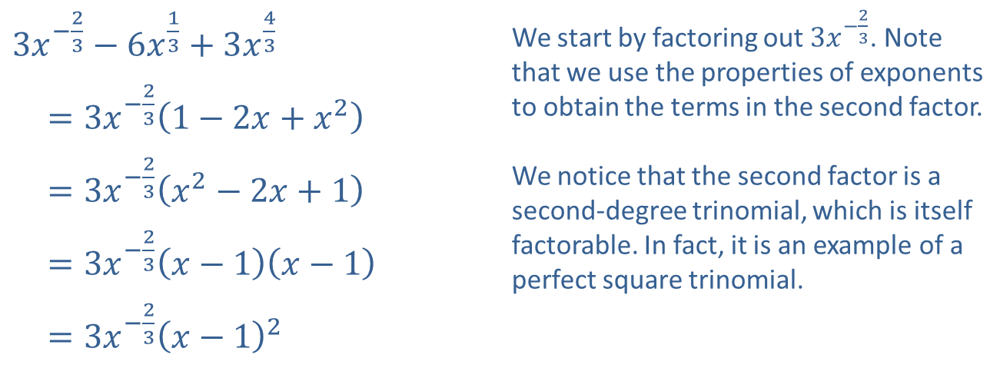 3x^{-\frac{2}{3}} − 6x^{\frac{1}{3}} + 3x^{\frac{4}{3}}
= 3x^{-\frac{2}{3}}(1 − 2x + x^2)
= 3x^{-\frac{2}{3}}(x^2 − 2x + 1)
= 3x^{-\frac{2}{3}}(x − 1)(x − 1)
= 3x^{-\frac{2}{3}}(x − 1)^2
We start by factoring out 3x^{-\frac{2}{3}}. Note
that we use the properties of exponents
to obtain the terms in the second factor.
We notice that the second factor is a
second-degree trinomial, which is itself
factorable. In fact, it is an example of a
perfect square trinomial.